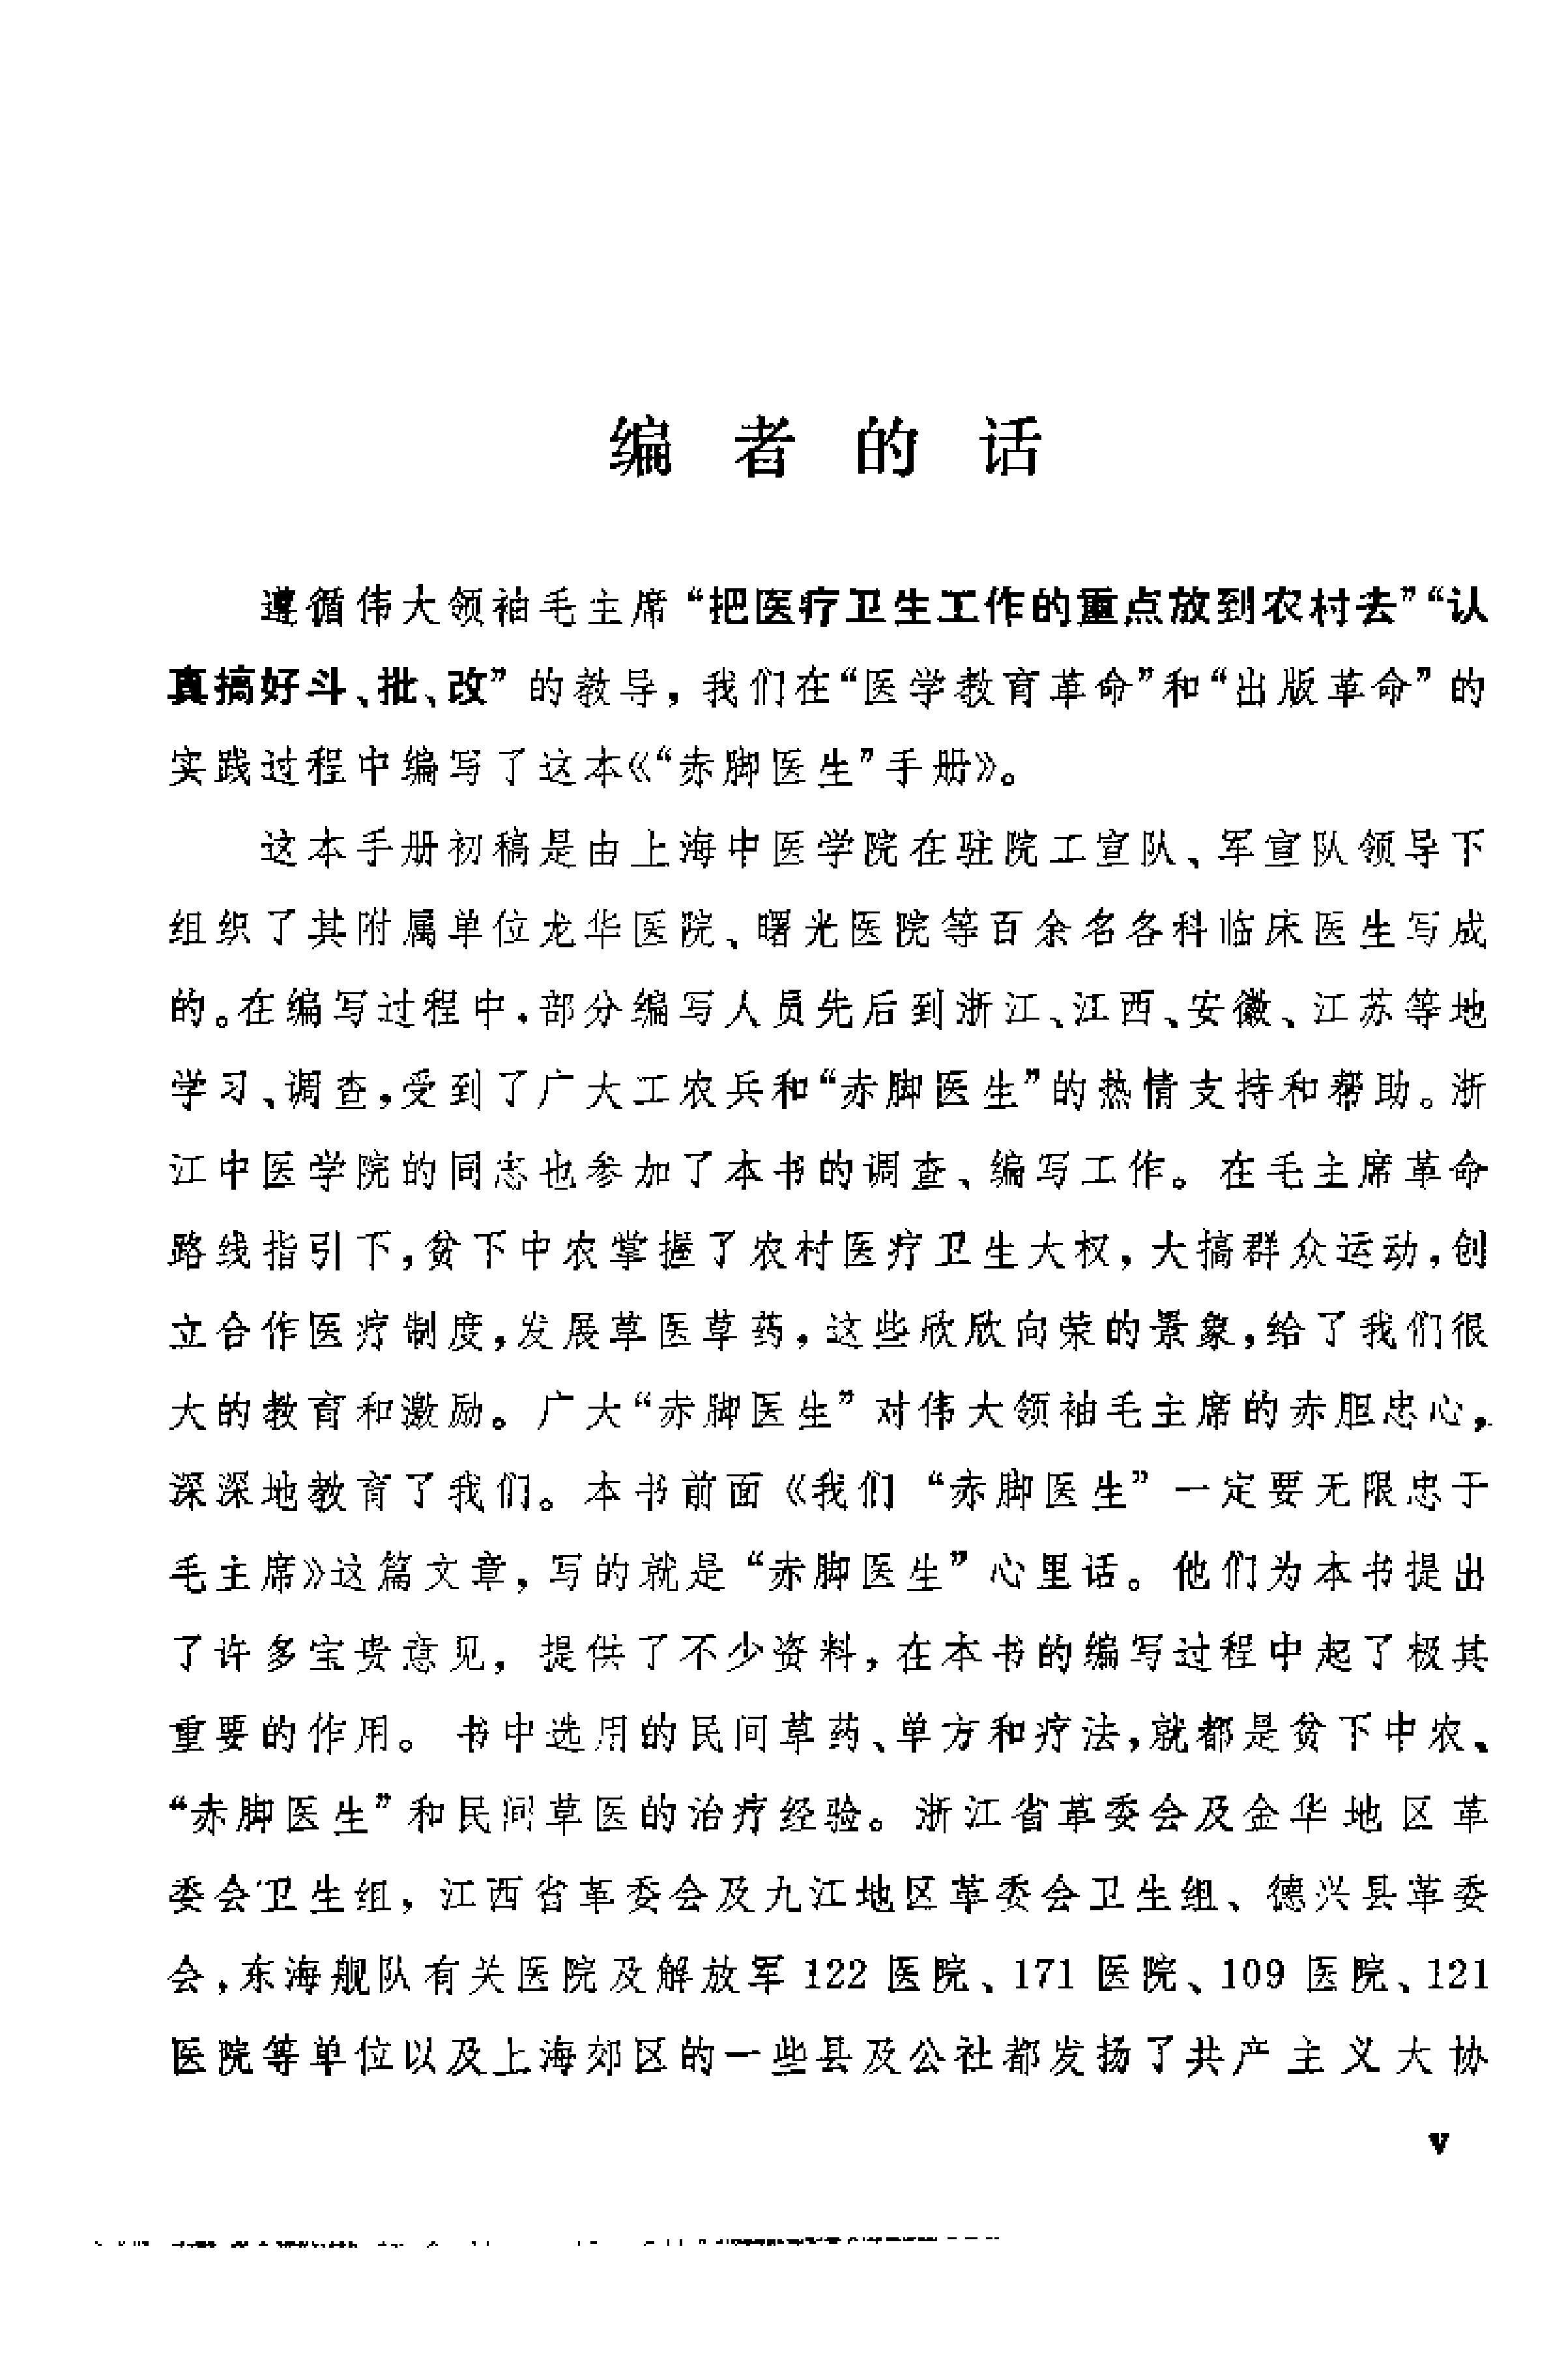 编者的话
遵循伟大领袖毛主席“把医疗卫生工作的重点放到农村去”“认
真搞好斗、批、改”的教导，我们在“医学教育革命”和“出版革命”的
实践过程中编写了这本《“赤脚医生”手册》。
这本手册初稿是由上海中医学院在驻院工宣队、军宣队领导下
组织了其附属单位龙华医院、曙光医院等百余名各科临床医生写成
的。在编写过程中，部分编写人员先后到浙江、江西、安徽、江苏等地
学习、调查，受到了广大工农兵和“赤脚医生”的热情支持和帮助。浙
江中医学院的同志也参加了本书的调查、编写工作。在毛主席革命
路线指引下，贫下中农掌握了农村医疗卫生大权，大搞群众运动，创
立合作医疗制度，发展草医草药，这些欣欣向荣的景象，给了我们很
大的教育和激励。广大“赤脚医生”对伟大领袖毛主席的赤胆忠心，
深深地教育了我们。本书前面《我们“赤脚医生”一定要无限忠于
毛主席》这篇文章，写的就是“赤脚医生”心里话。他们为本书提出
了许多宝贵意见，提供了不少资料，在本书的编写过程中起了极其
重要的作用。书中选用的民间草药、单方和疗法，就都是贫下中农、
“赤脚医生”和民间草医的治疗经验。浙江省革委会及金华地区革
委会卫生组，江西省革委会及九江地区革委会卫生组、德兴县革委
会，东海舰队有关医院及解放军 122 医院、171 医院、109 医院、121
医院等单位以及上海郊区的一些县及公社都发扬了共产主义大协
V